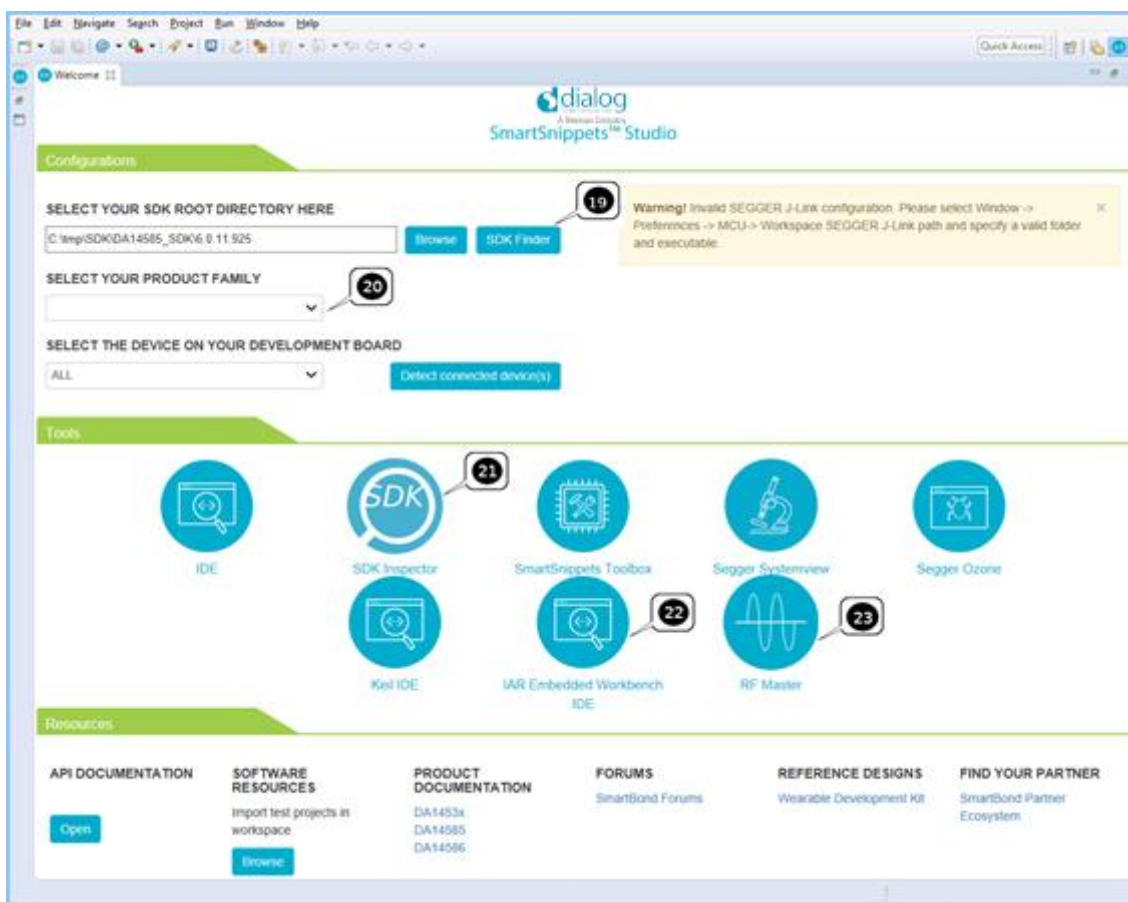 File Edit Navigate Search Project Run Window Help
Quick Access
Welcome
dialog
SmartSnippets™ Studio
Configurations
SELECT YOUR SDK ROOT DIRECTORY HERE
19
Warning! Invalid SEGGER J-Link configuration. Please select Window ->
Preferences -> MCU-> Workspace SEGGER J-Link path and specify a valid folder
and executable.
C:\tmp\SDK\DA14585_SDK\6.0.11.925
Browse
SDK Finder
SELECT YOUR PRODUCT FAMILY
20
SELECT THE DEVICE ON YOUR DEVELOPMENT BOARD
ALL
Detect connected device(s)
Tools
21
SDK
IDE
SDK Inspector
SmartSnippets Toolbox
Segger Systemview
Segger Ozone
22
23
Keil IDE
IAR Embedded Workbench
IDE
RF Master
Resources
API DOCUMENTATION
Open
SOFTWARE
RESOURCES
Import test projects in
workspace
Browse
PRODUCT
DOCUMENTATION
DA1453x
DA14585
DA14586
FORUMS
SmartBond Forums
REFERENCE DESIGNS
Wearable Development Kit
FIND YOUR PARTNER
SmartBond Partner
Ecosystem